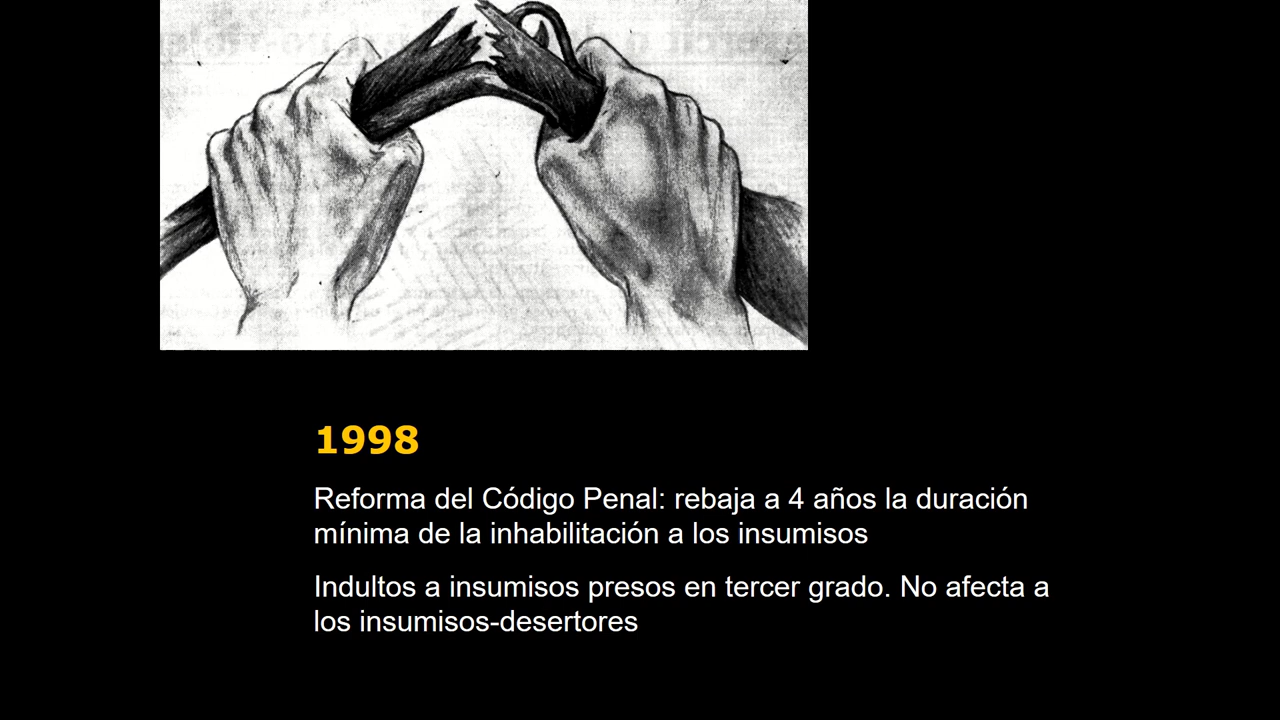 1998
Reforma del Código Penal: rebaja a 4 años la duración
mínima de la inhabilitación a los insumisos
Indultos a insumisos presos en tercer grado. No afecta a
los insumisos-desertores